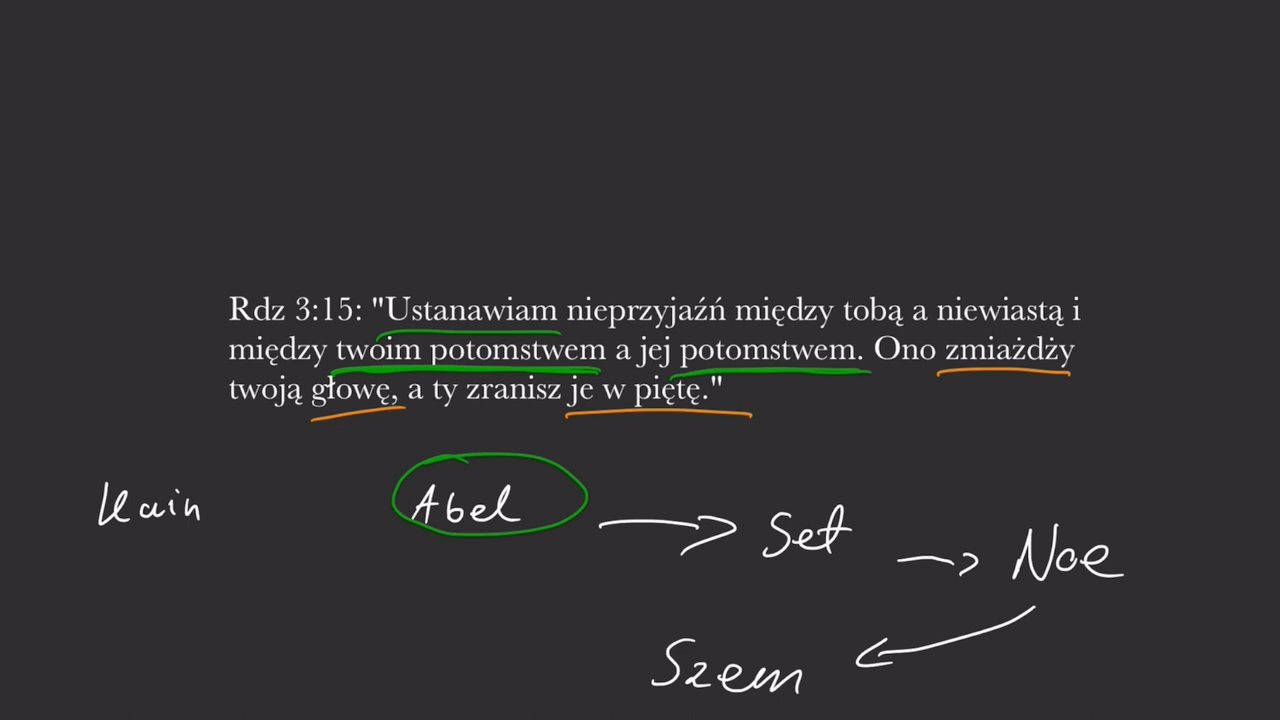 Rdz 3:15: "Ustanawiam nieprzyjaźń między tobą a niewiastą i
między twoim potomstwem a jej potomstwem. Ono zmiażdży
twoją głowę, a ty zranisz je w piętę."
Kain Abel Set Noe
Szem